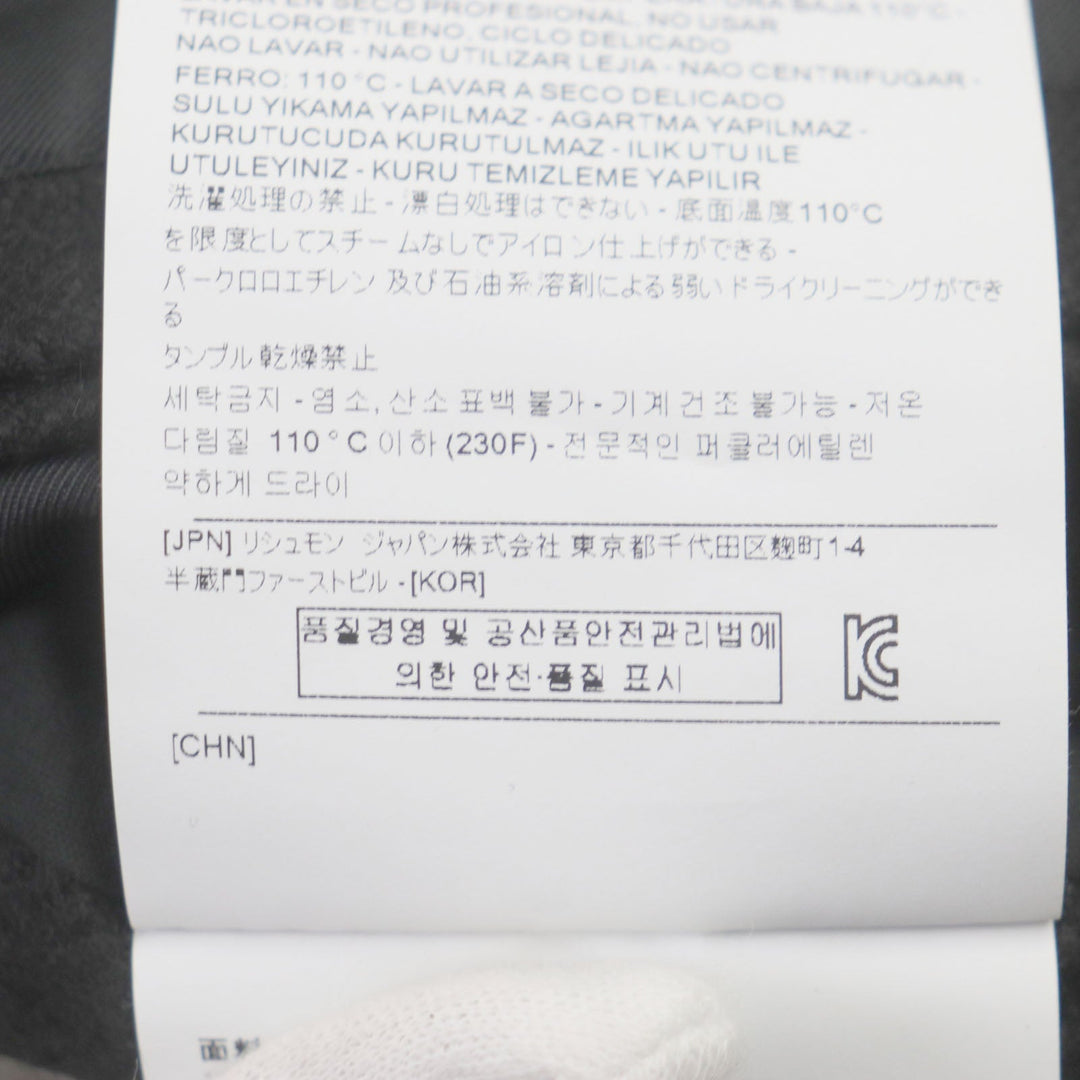 LAVAR EN SECO PROFESIONAL. NO USAR
TRICLOROETILENO. CICLO DELICADO
NAO LAVAR - NAO UTILIZAR LEJIA - NAO CENTRIFUGAR -
FERRO: 110 °C - LAVAR A SECO DELICADO
SULU YIKAMA YAPILMAZ - AGARTMA YAPILMAZ -
KURUTUCUDA KURUTULMAZ - ILIK UTU ILE
UTULEYINIZ - KURU TEMIZLEME YAPILIR
洗濯処理の禁止 - 漂白処理はできない - 底面温度110°C
を限度としてスチームなしでアイロン仕上げができる -
パークロロエチレン 及び石油系溶剤による弱いドライクリーニングができ
る
タンブル乾燥禁止
세탁금지 - 염소, 산소 표백 불가 - 기계 건조 불가능 - 저온
다림질 110 ° C 이하 (230F) - 전문적인 퍼클러에틸렌
약하게 드라이
[JPN] リシュモン ジャパン株式会社 東京都千代田区麹町1-4
半蔵門ファーストビル - [KOR]
품질경영 및 공산품안전관리법에
의한 안전·품질 표시
KC
[CHN]
面料